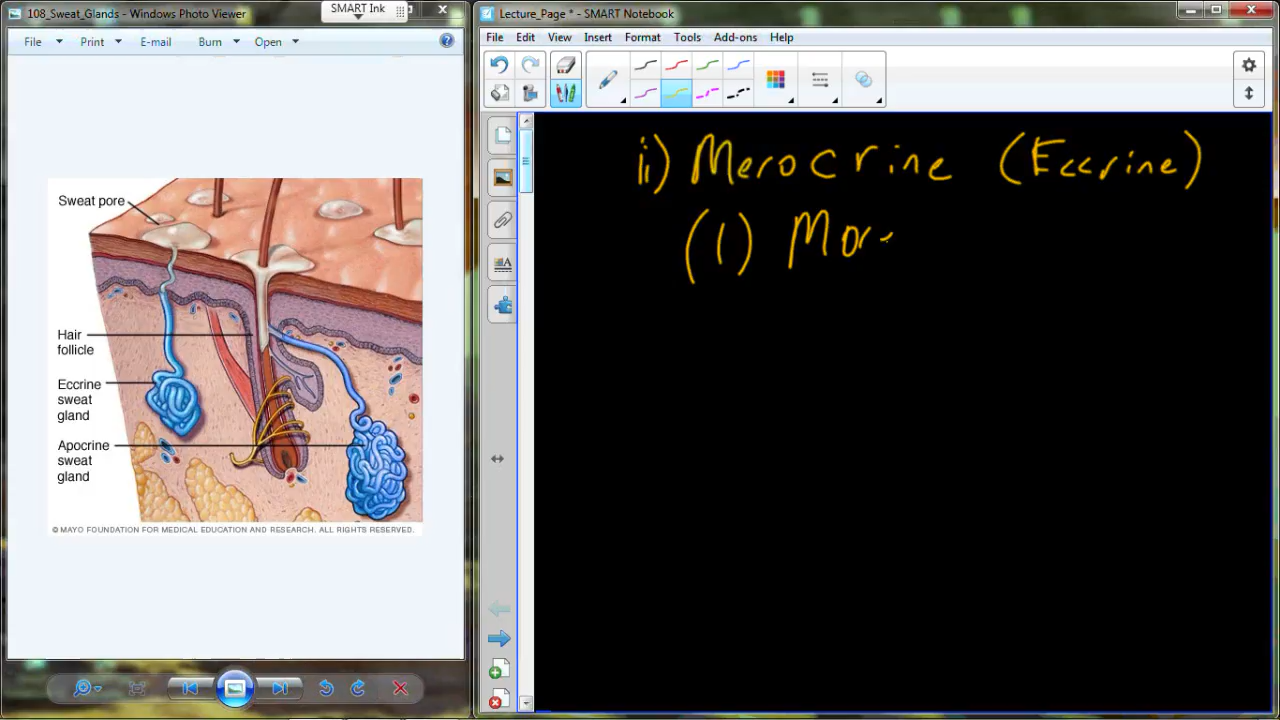 108_Sweat_Glands - Windows Photo Viewer
SMART Ink
File Print E-mail Burn Open
Sweat pore
Hair
follicle
Eccrine
sweat
gland
Apocrine
sweat
gland
© MAYO FOUNDATION FOR MEDICAL EDUCATION AND RESEARCH. ALL RIGHTS RESERVED.
Lecture_Page * - SMART Notebook
File Edit View Insert Format Tools Add-ons Help
ii) Merocrine (Eccrine)
(1) Mor